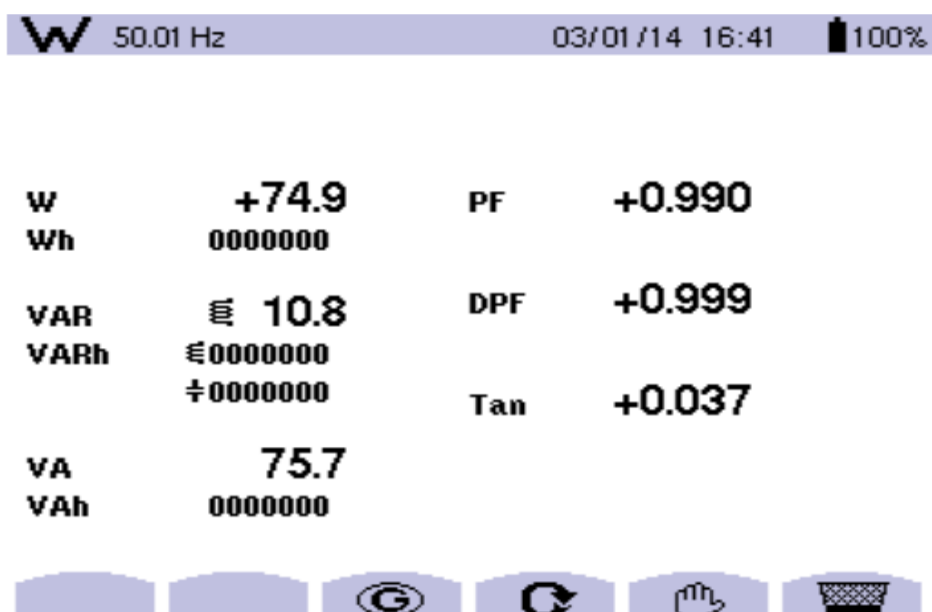 W 50.01 Hz 03/01/14 16:41 100%
W +74.9 PF +0.990
Wh 0000000
VAR 10.8 DPF +0.999
VARh 0000000
0000000 Tan +0.037
VA 75.7
VAh 0000000
G